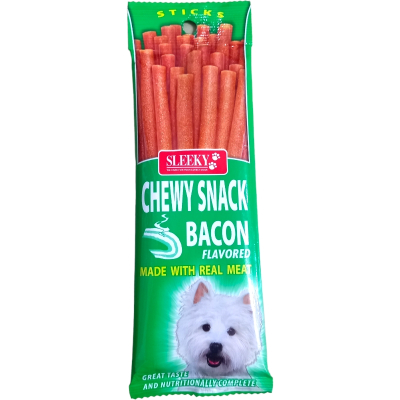 STICKS
SLEEKY
CHEWY SNACK
BACON
FLAVORED
MADE WITH REAL MEAT
GREAT TASTE
AND NUTRITIONALLY COMPLETE